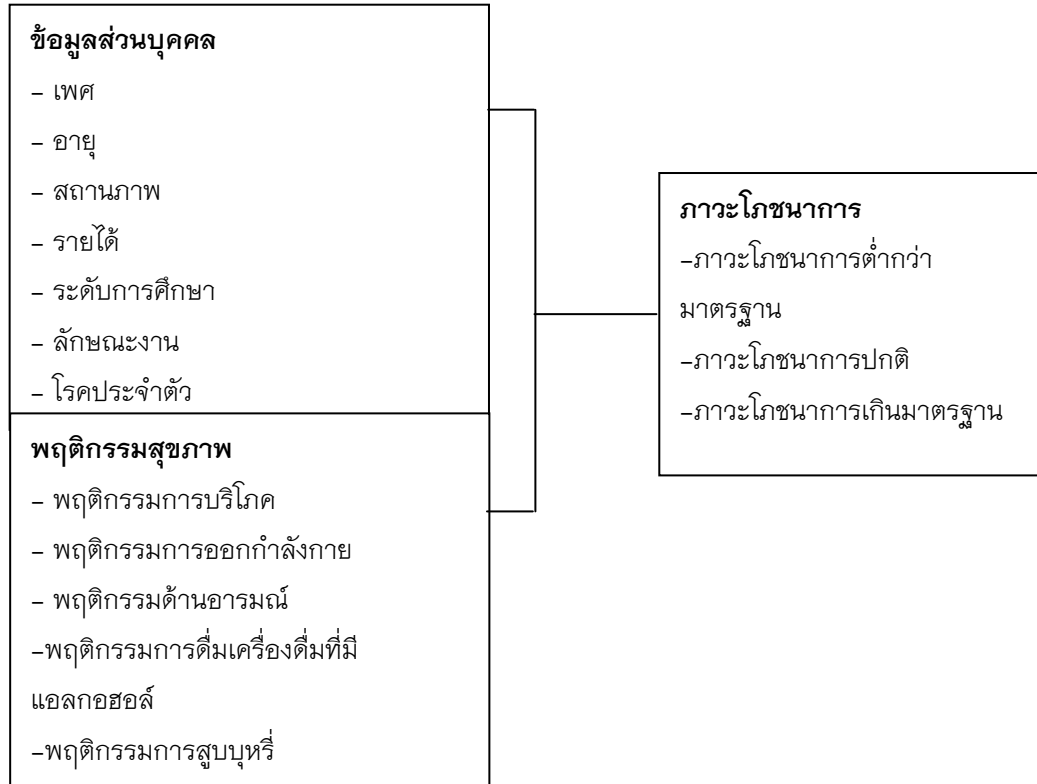 ข้อมูลส่วนบุคคล
– เพศ
– อายุ
– สถานภาพ
– รายได้
– ระดับการศึกษา
– ลักษณะงาน
– โรคประจำตัว
พฤติกรรมสุขภาพ
– พฤติกรรมการบริโภค
– พฤติกรรมการออกกำลังกาย
– พฤติกรรมด้านอารมณ์
–พฤติกรรมการดื่มเครื่องดื่มที่มี
แอลกอฮอล์
–พฤติกรรมการสูบบุหรี่
ภาวะโภชนาการ
–ภาวะโภชนาการต่ำกว่า
มาตรฐาน
–ภาวะโภชนาการปกติ
–ภาวะโภชนาการเกินมาตรฐาน